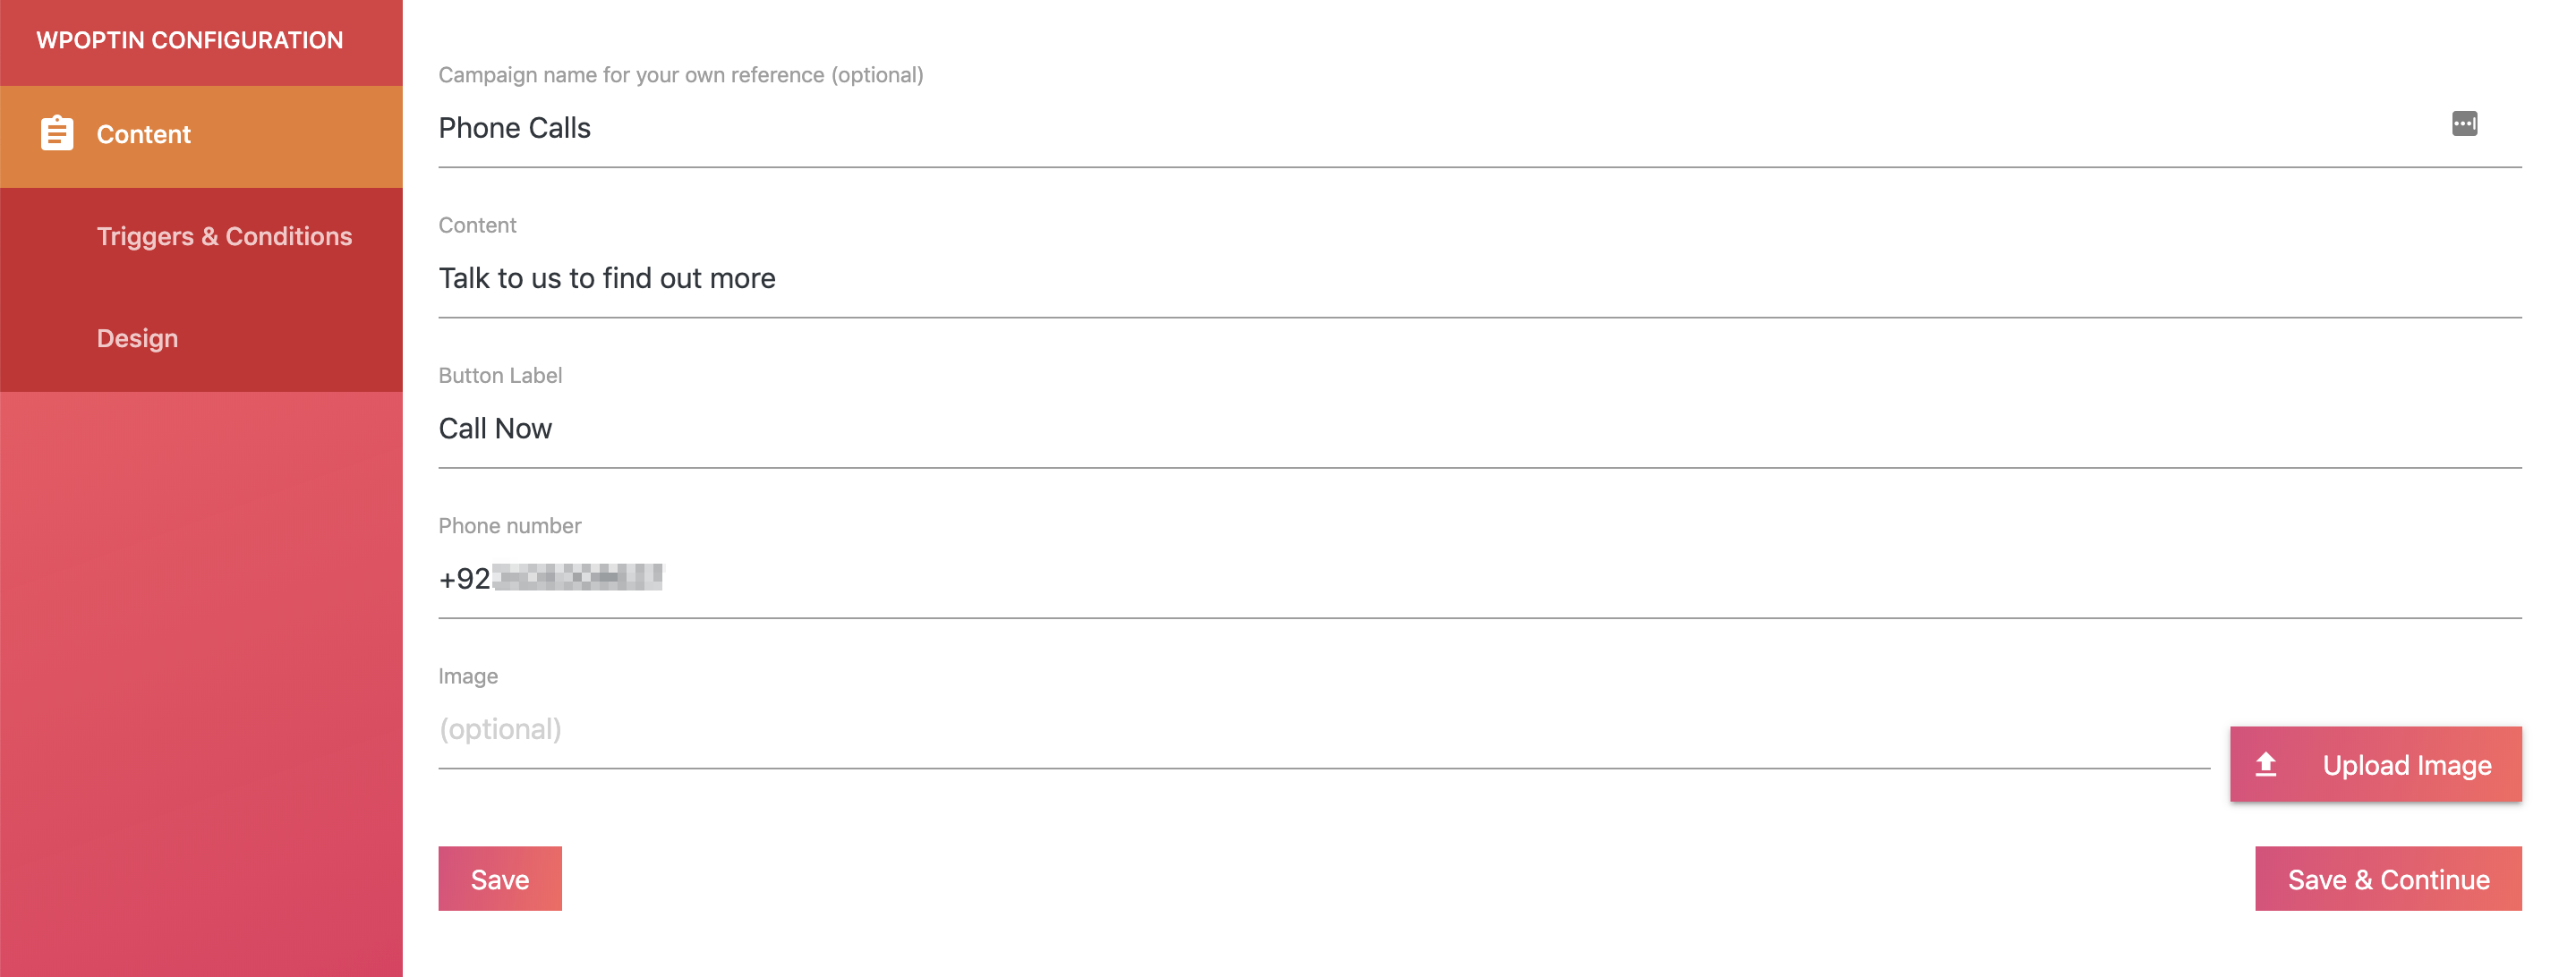 WPOPTIN CONFIGURATION
Content
Triggers & Conditions
Design
Campaign name for your own reference (optional)
Phone Calls
Content
Talk to us to find out more
Button Label
Call Now
Phone number
+92
Image
(optional)
Upload Image
Save
Save & Continue